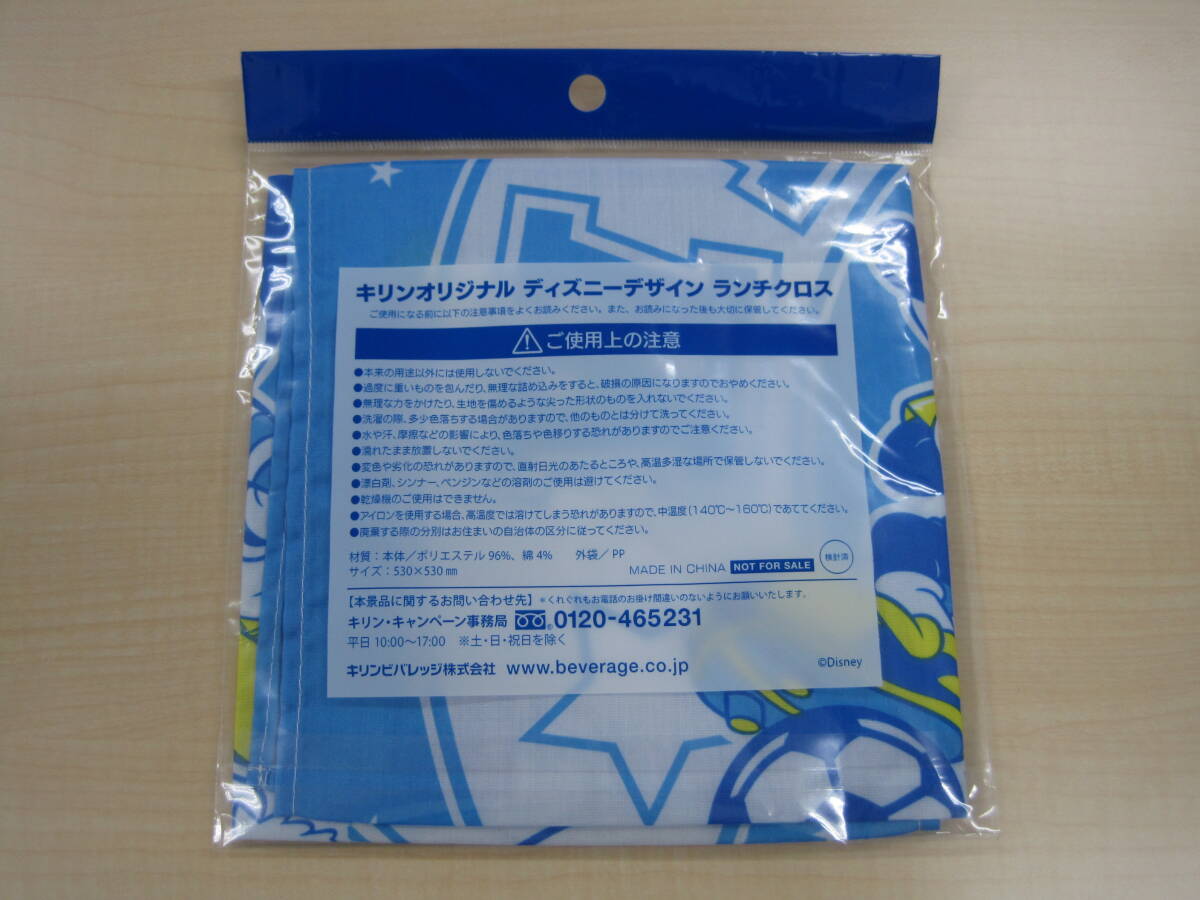 キリンオリジナル ディズニーデザイン ランチクロス
ご使用になる前に以下の注意事項をよくお読みください。また、お読みになった後も大切に保管してください。
ご使用上の注意
●本来の用途以外には使用しないでください。
●過度に重いものを包んだり、無理な詰め込みをすると、破損の原因になりますのでおやめください。
●無理な力をかけたり、生地を傷めるような尖った形状のものを入れないでください。
●洗濯の際、多少色落ちする場合がありますので、他のものとは分けて洗ってください。
●水や汗、摩擦などの影響により、色落ちや色移りする恐れがありますのでご注意ください。
●濡れたまま放置しないでください。
●変色や劣化の恐れがありますので、直射日光のあたるところや、高温多湿な場所で保管しないでください。
●漂白剤、シンナー、ベンジンなどの溶剤のご使用は避けてください。
●乾燥機のご使用はできません。
●アイロンを使用する場合、高温度では溶けてしまう恐れがありますので、中温度(140℃〜160℃)であててください。
●廃棄する際の分別はお住まいの自治体の区分に従ってください。
材質：本体／ポリエステル 96%、綿 4%　外袋／PP
サイズ：530×530㎜
MADE IN CHINA NOT FOR SALE 検針済
【本景品に関するお問い合わせ先】＊くれぐれもお電話のお掛け間違いのないようにお願いいたします。
キリン・キャンペーン事務局 0120-465231
平日 10:00〜17:00　※土・日・祝日を除く
キリンビバレッジ株式会社 www.beverage.co.jp ©Disney